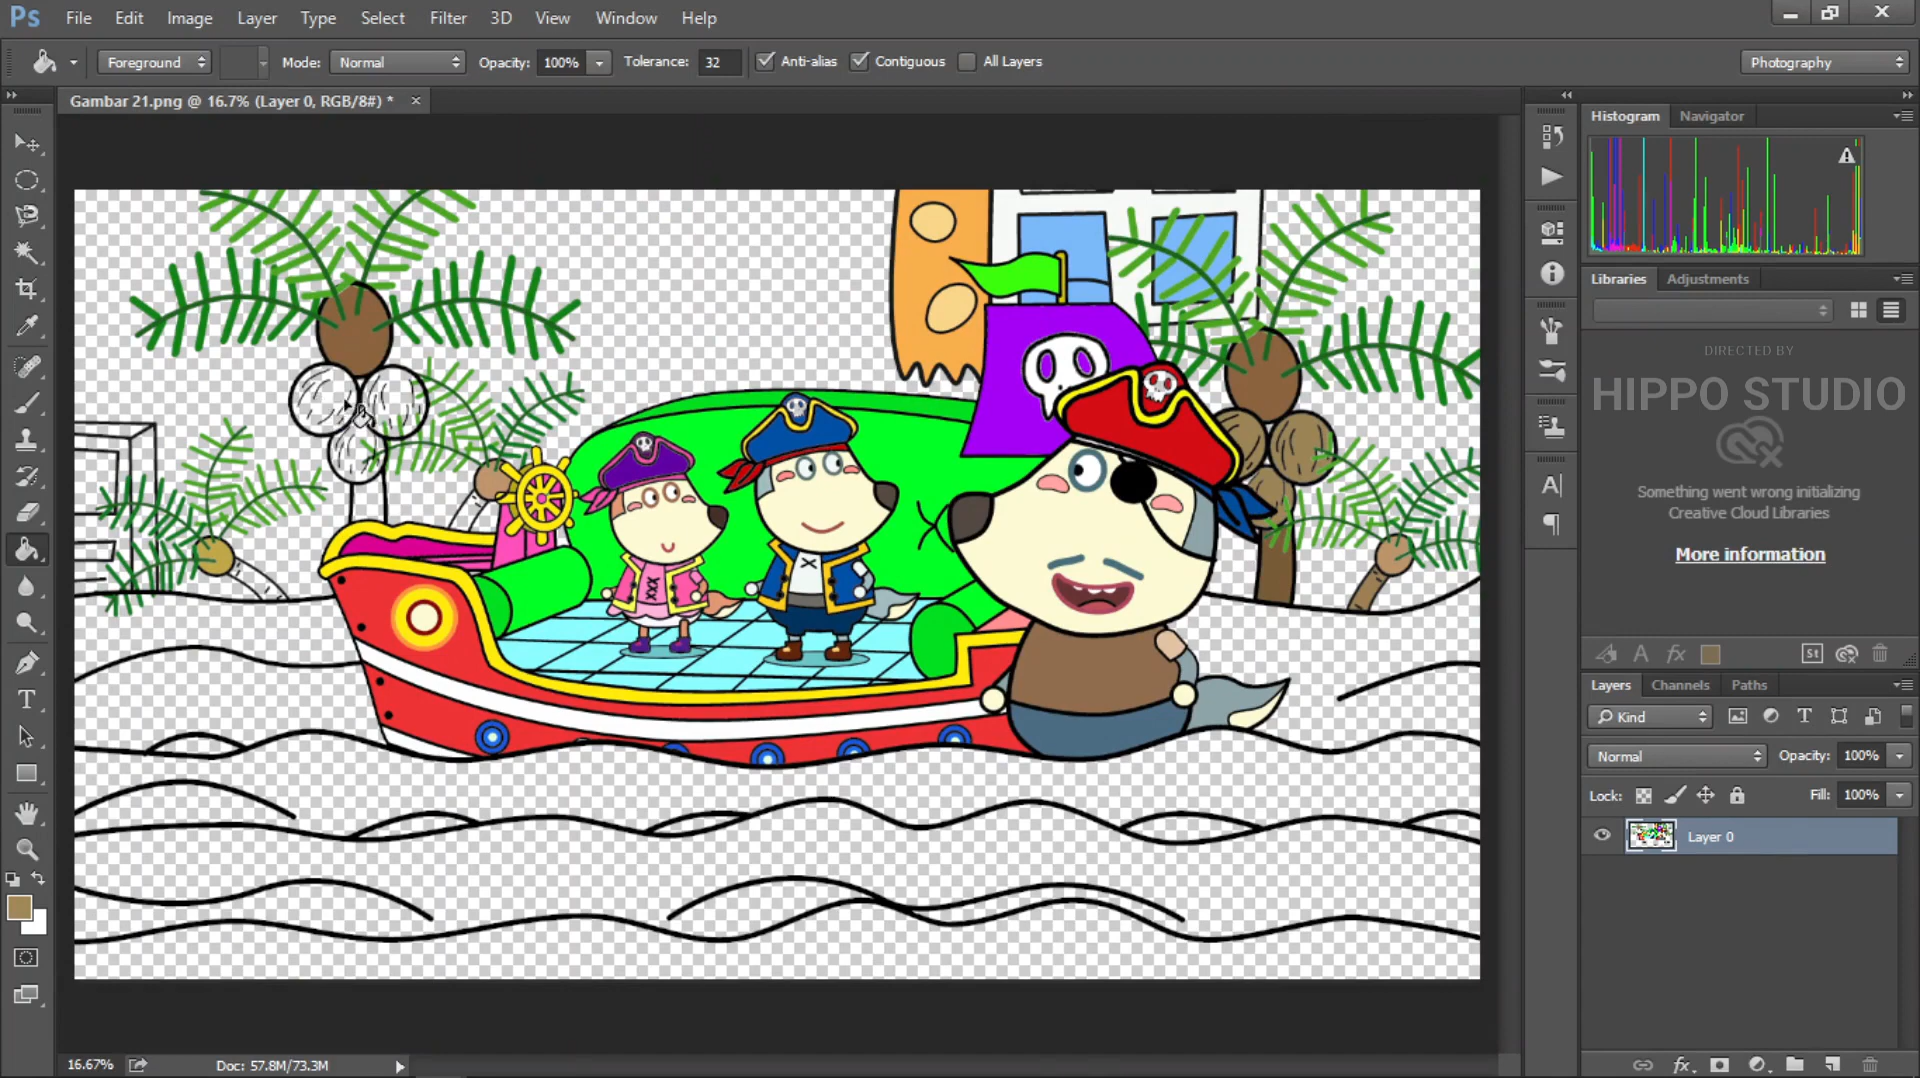 Ps File Edit Image Layer Type Select Filter 3D View Window Help
Foreground Mode: Normal Opacity: 100% Tolerance: 32 Anti-alias Contiguous All Layers Photography
Gambar 21.png @ 16.7% (Layer 0, RGB/8#) * ×
Histogram Navigator
Libraries Adjustments
DIRECTED BY
HIPPO STUDIO
Something went wrong initializing
Creative Cloud Libraries
More information
St
Layers Channels Paths
Kind
Normal Opacity: 100%
Lock: Fill: 100%
Layer 0
16.67% Doc: 57.8M/73.3M